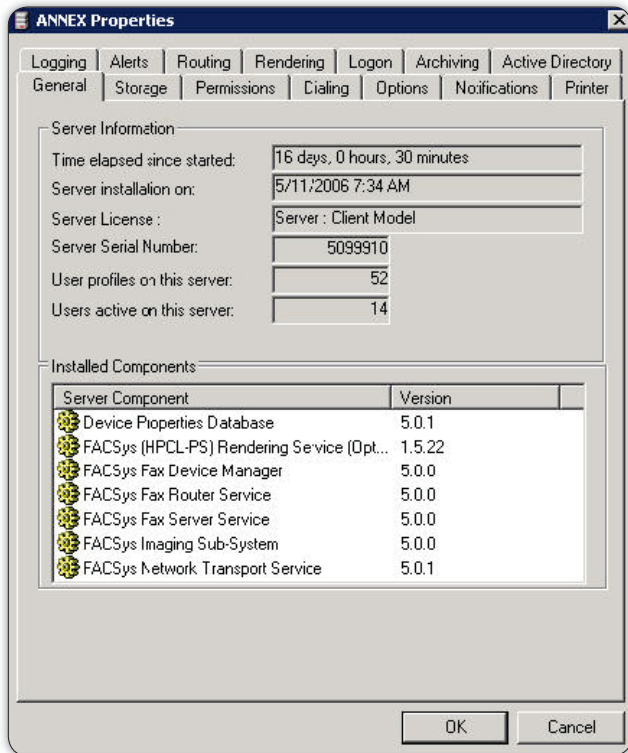 ANNEX Properties
Logging Alerts Routing Rendering Logon Archiving Active Directory
General Storage Permissions Dialing Options Notifications Printer
Server Information
Time elapsed since started: 16 days, 0 hours, 30 minutes
Server installation on: 5/11/2006 7:34 AM
Server License : Server : Client Model
Server Serial Number: 5099910
User profiles on this server: 52
Users active on this server: 14
Installed Components
Server Component Version
Device Properties Database 5.0.1
FACSys (HPCL-PS) Rendering Service (Opt... 1.5.22
FACSys Fax Device Manager 5.0.0
FACSys Fax Router Service 5.0.0
FACSys Fax Server Service 5.0.0
FACSys Imaging Sub-System 5.0.0
FACSys Network Transport Service 5.0.1
OK Cancel